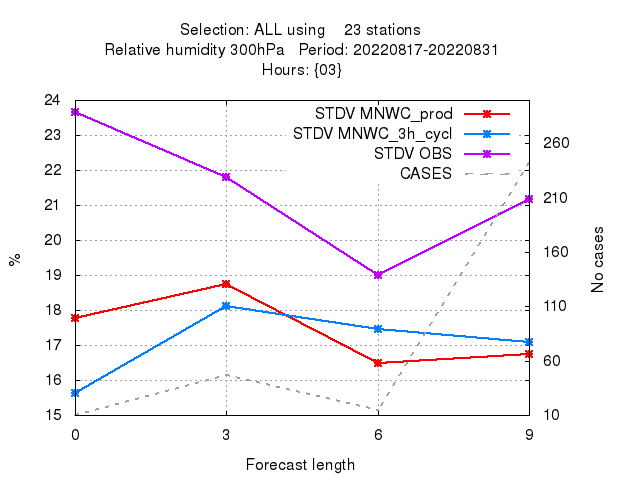 Selection: ALL using    23 stations
Relative humidity 300hPa   Period: 20220817-20220831
Hours: {03}
STDV MNWC_prod
STDV MNWC_3h_cycl
STDV OBS
CASES
24
23
22
21
20
19
18
17
16
15
%
260
210
160
110
60
10
No cases
0
3
6
9
Forecast length